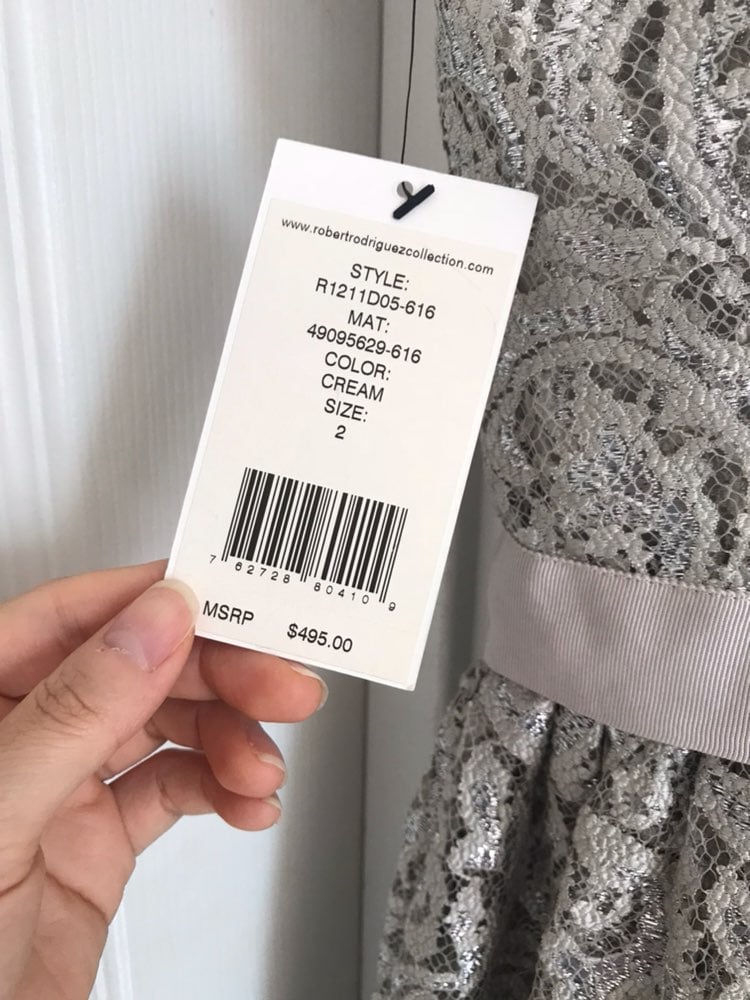 www.robertrodriguezcollection.com
STYLE:
R1211D05-616
MAT:
49095629-616
COLOR:
CREAM
SIZE:
2
7 62728 80410 9
MSRP $495.00